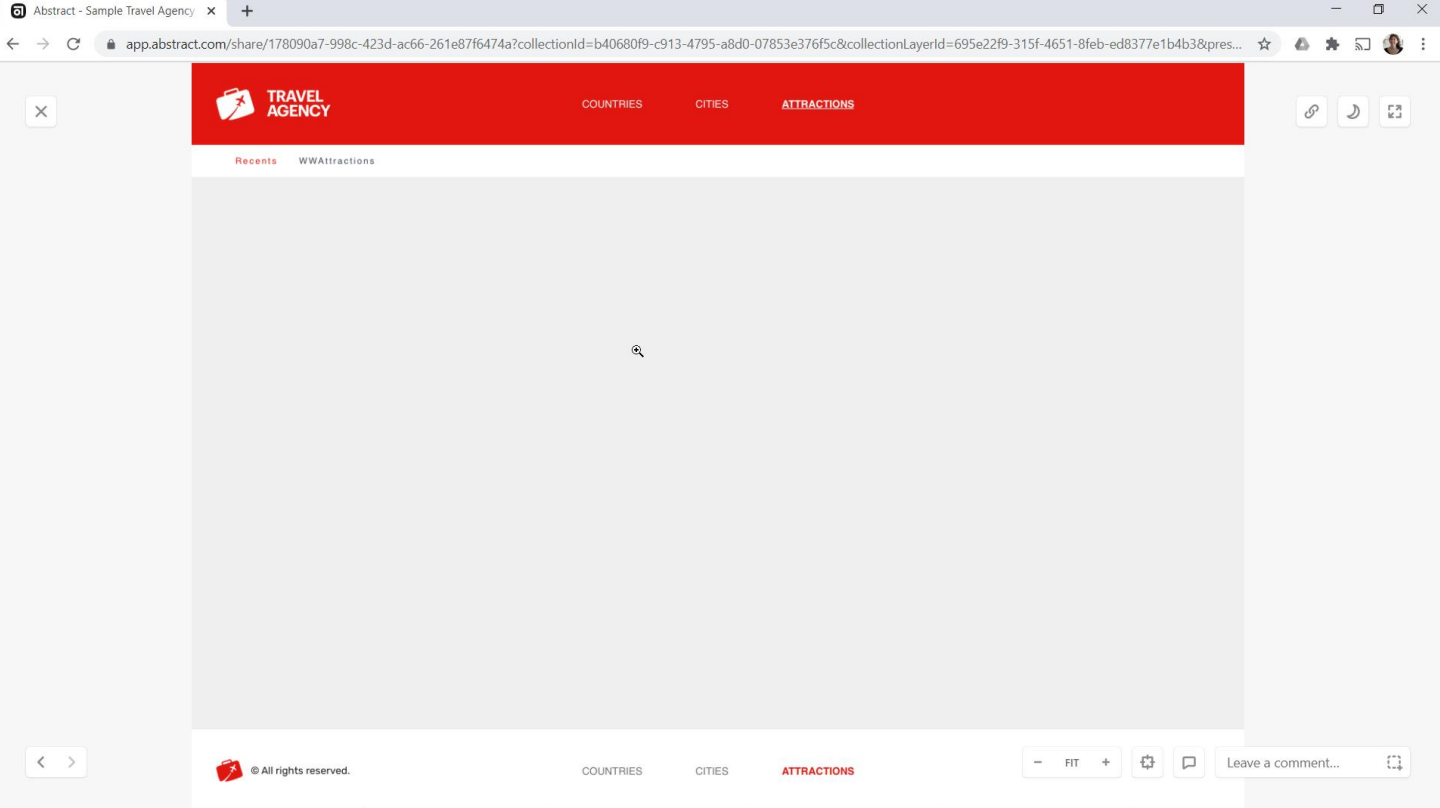 Abstract - Sample Travel Agency
app.abstract.com/share/178090a7-998c-423d-ac66-261e87f6474a?collectionId=b40680f9-c913-4795-a8d0-07853e376f5c&collectionLayerId=695e22f9-315f-4651-8feb-ed8377e1b4b3&pres...
TRAVEL
AGENCY
COUNTRIES CITIES ATTRACTIONS
Recents WWAttractions
© All rights reserved.
COUNTRIES CITIES ATTRACTIONS
FIT
Leave a comment...